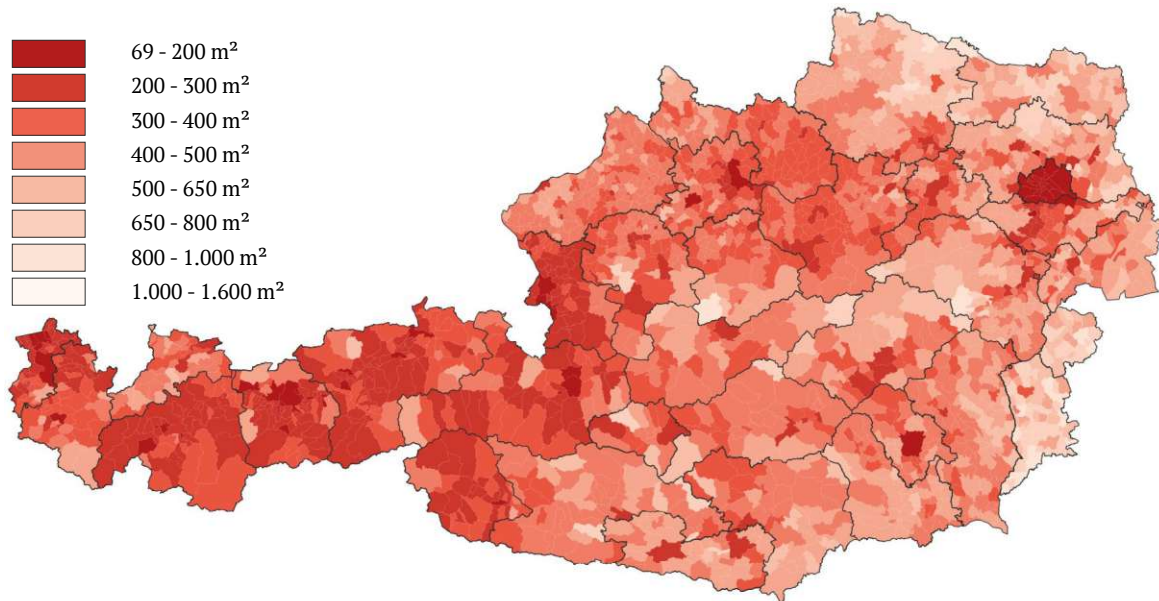 69 - 200 m²
200 - 300 m²
300 - 400 m²
400 - 500 m²
500 - 650 m²
650 - 800 m²
800 - 1.000 m²
1.000 - 1.600 m²